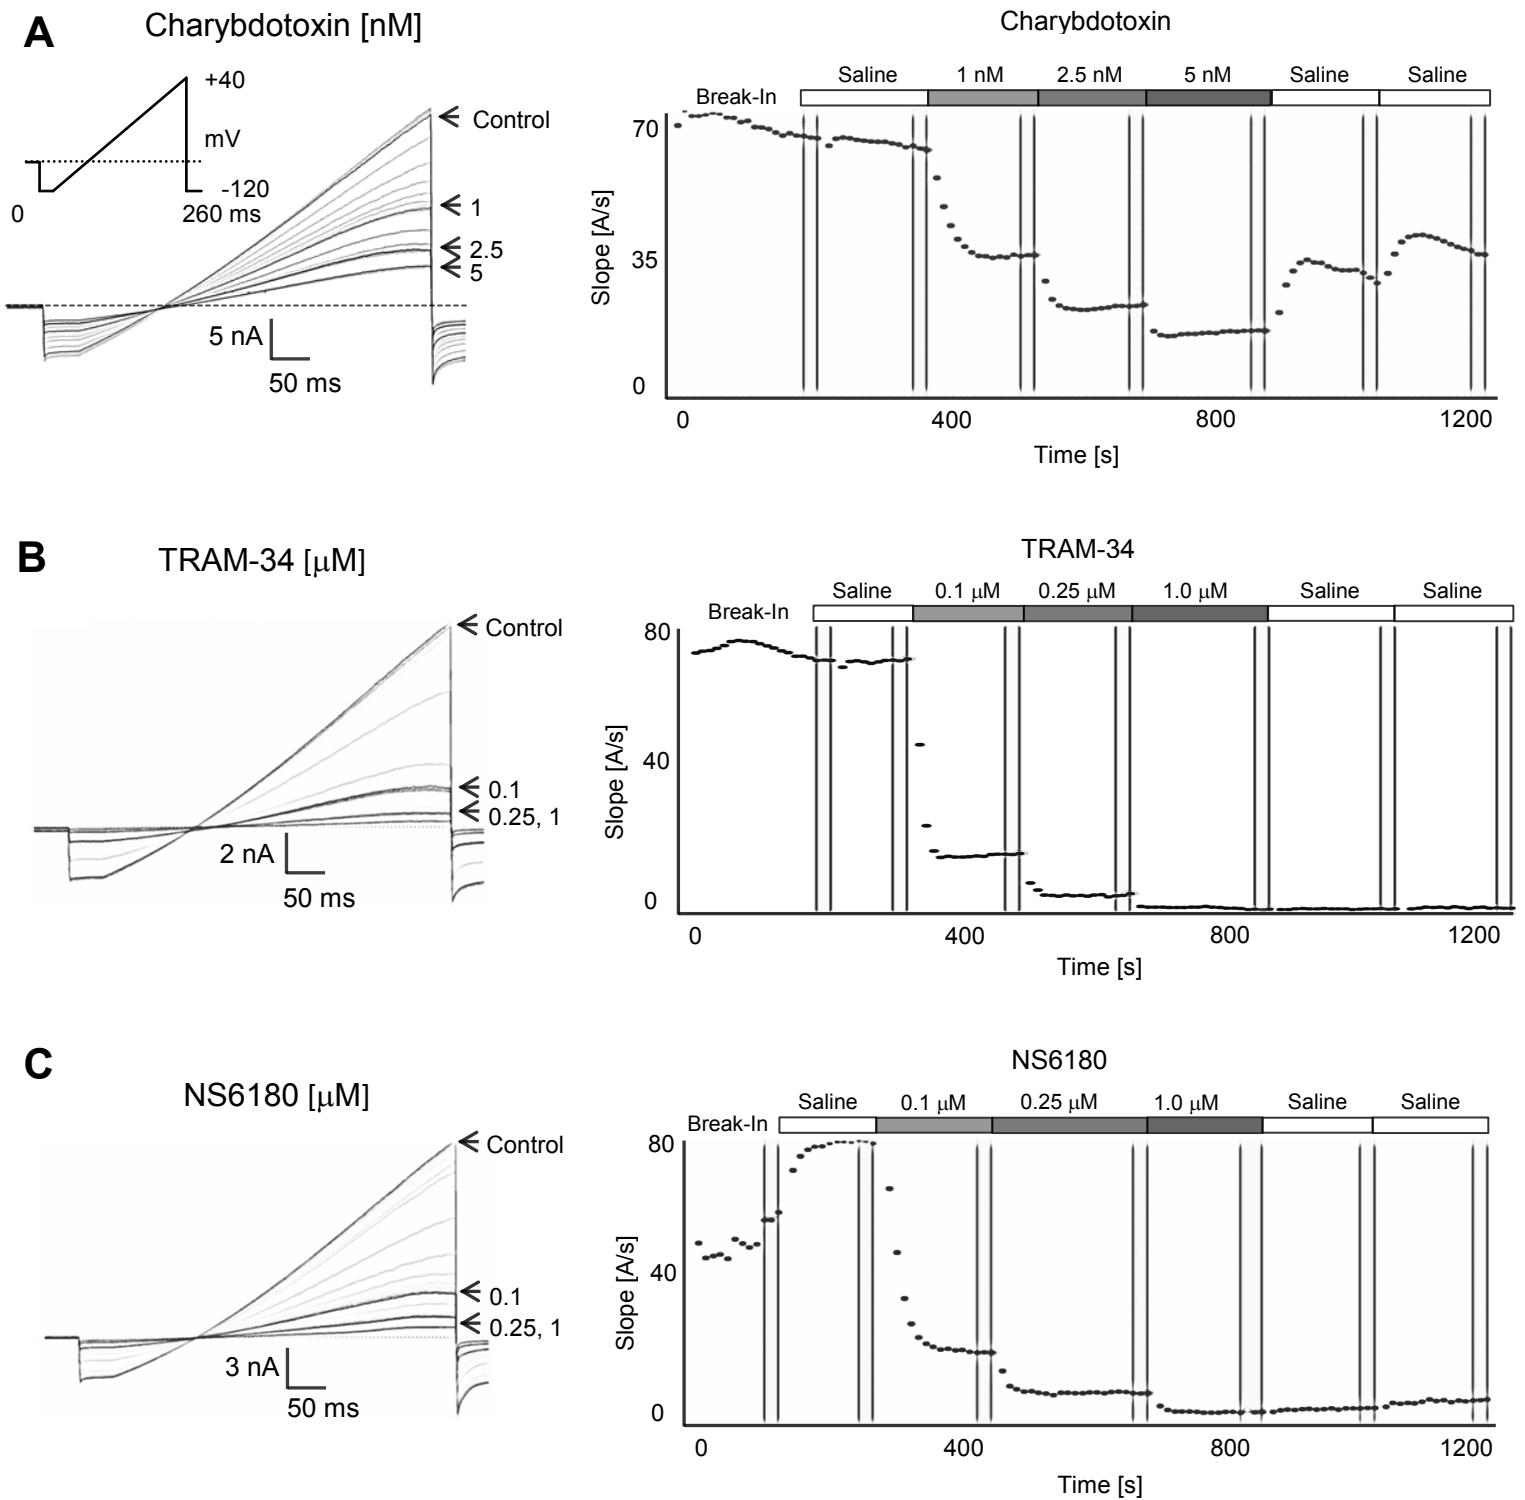 A
Charybdotoxin [nM]
+40
mV
-120
0
260 ms
Control
1
2.5
5
5 nA
50 ms
Charybdotoxin
Break-In
Saline
1 nM
2.5 nM
5 nM
Saline
Saline
70
35
0
Slope [A/s]
0
400
800
1200
Time [s]
B
TRAM-34 [μM]
Control
0.1
0.25, 1
2 nA
50 ms
TRAM-34
Break-In
Saline
0.1 μM
0.25 μM
1.0 μM
Saline
Saline
80
40
0
Slope [A/s]
0
400
800
1200
Time [s]
C
NS6180 [μM]
Control
0.1
0.25, 1
3 nA
50 ms
NS6180
Break-In
Saline
0.1 μM
0.25 μM
1.0 μM
Saline
Saline
80
40
0
Slope [A/s]
0
400
800
1200
Time [s]